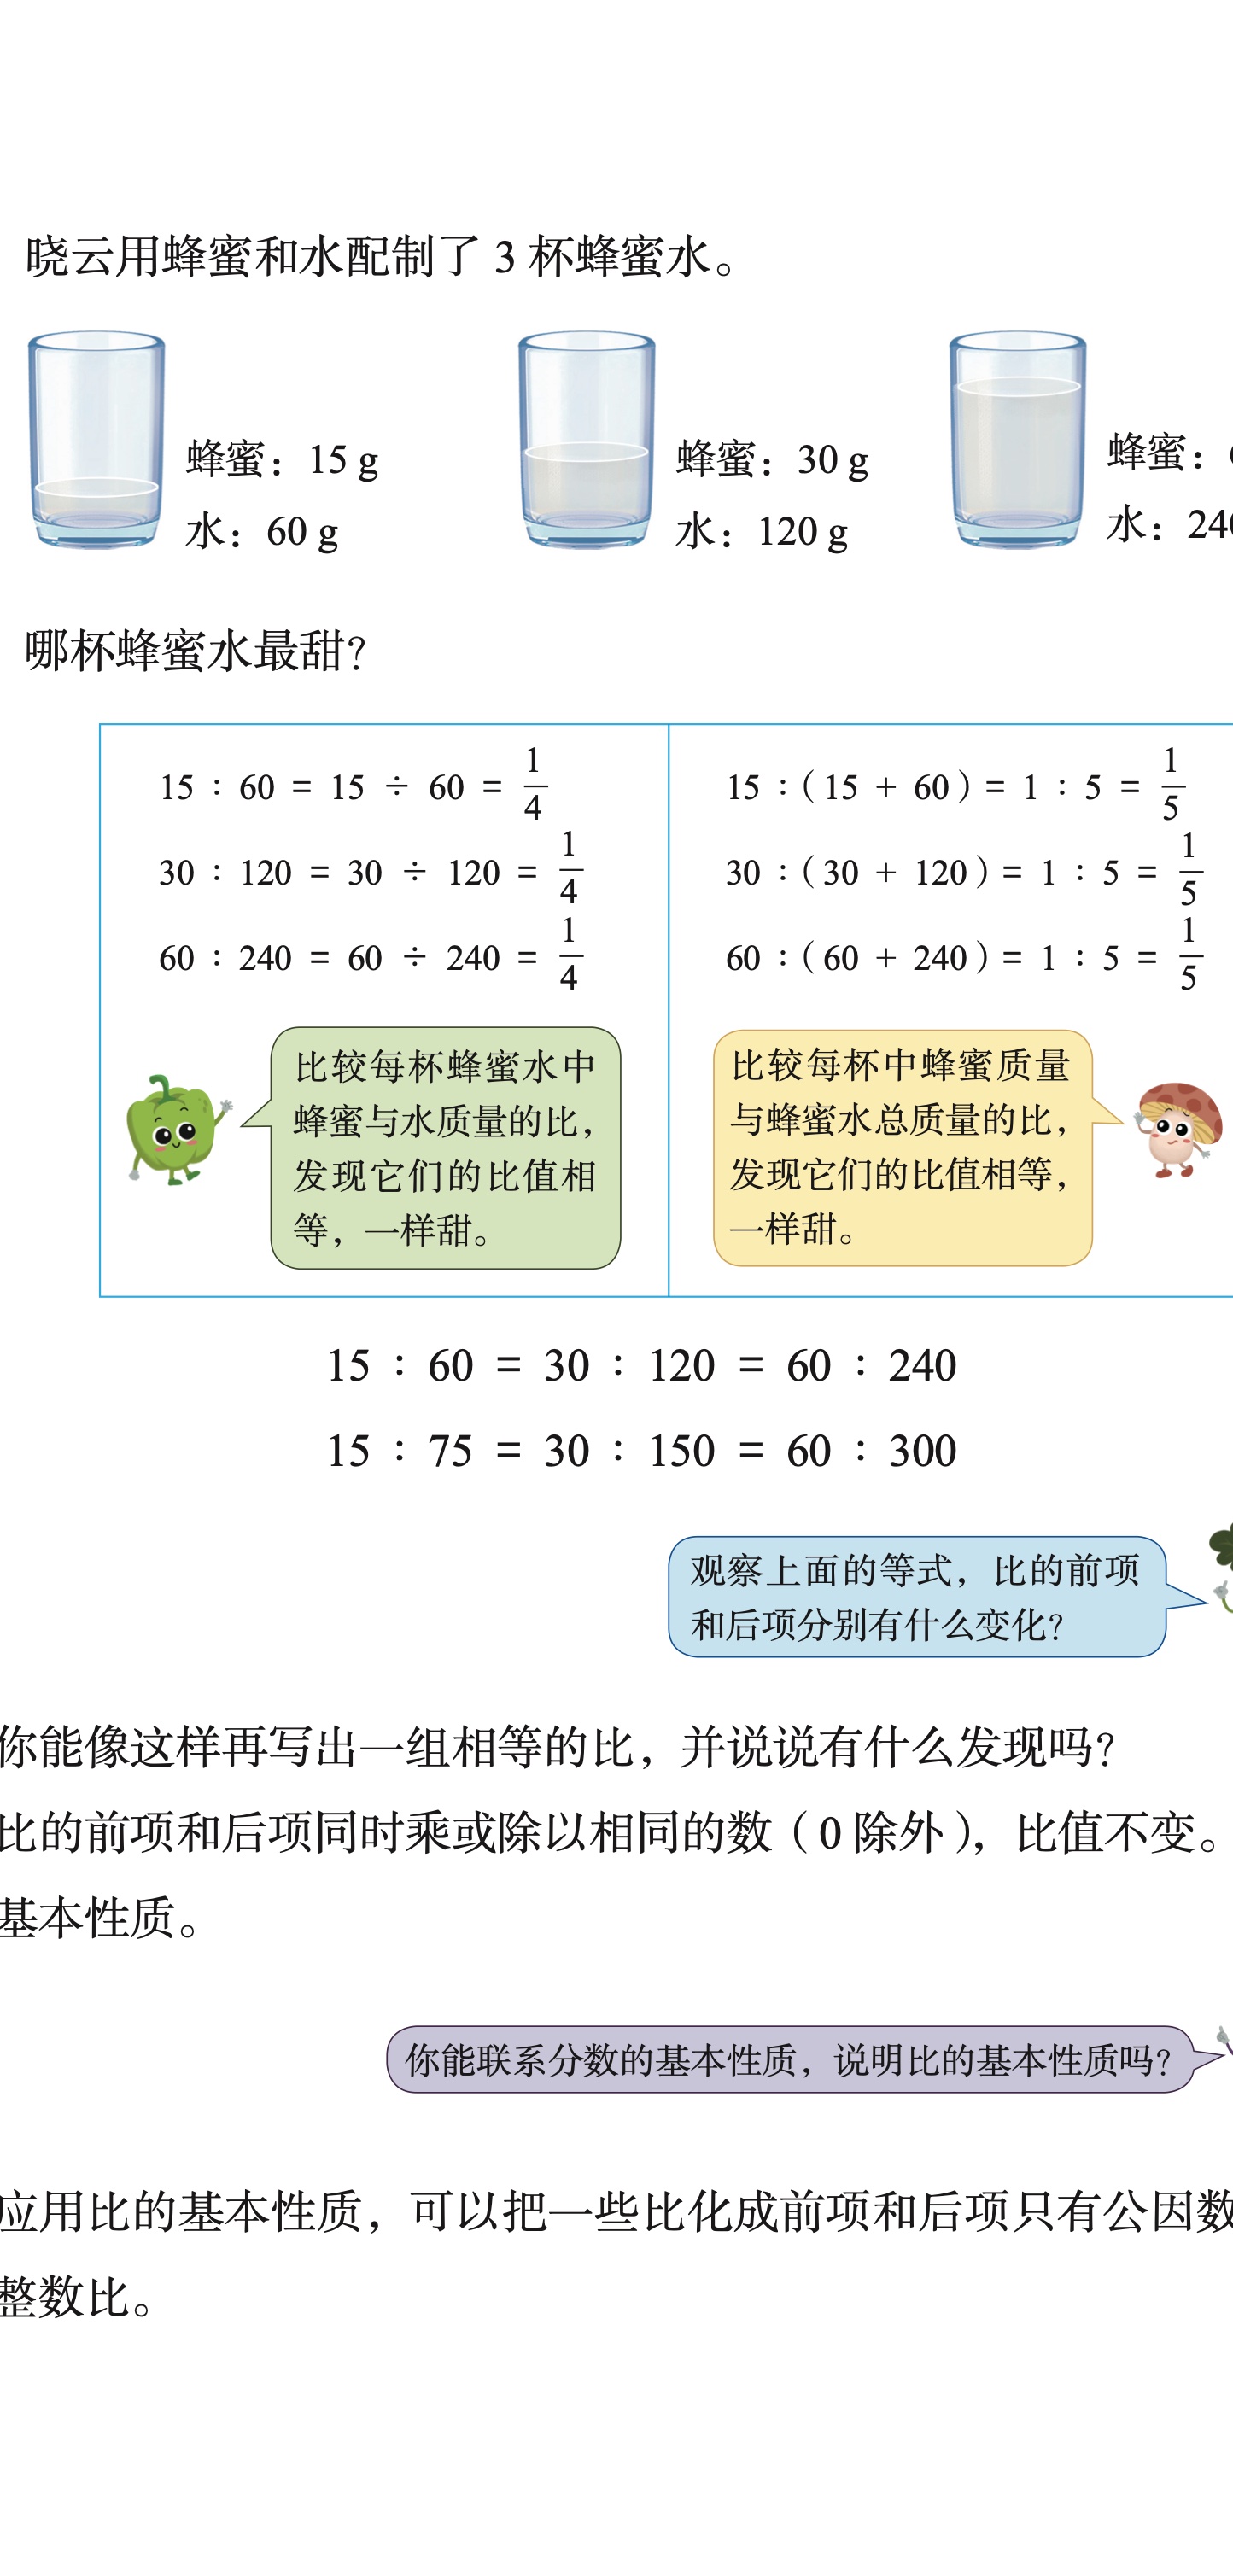 晓云用蜂蜜和水配制了 3 杯蜂蜜水。
蜂蜜：15 g
水：60 g
蜂蜜：30 g
水：120 g
蜂蜜：
水：24
哪杯蜂蜜水最甜？
15 : 60 = 15 ÷ 60 = 1/4
30 : 120 = 30 ÷ 120 = 1/4
60 : 240 = 60 ÷ 240 = 1/4
比较每杯蜂蜜水中
蜂蜜与水质量的比，
发现它们的比值相
等，一样甜。
15 :（15 + 60）= 1 : 5 = 1/5
30 :（30 + 120）= 1 : 5 = 1/5
60 :（60 + 240）= 1 : 5 = 1/5
比较每杯中蜂蜜质量
与蜂蜜水总质量的比，
发现它们的比值相等，
一样甜。
15 : 60 = 30 : 120 = 60 : 240
15 : 75 = 30 : 150 = 60 : 300
观察上面的等式，比的前项
和后项分别有什么变化？
你能像这样再写出一组相等的比，并说说有什么发现吗？
比的前项和后项同时乘或除以相同的数（0 除外），比值不变。
基本性质。
你能联系分数的基本性质，说明比的基本性质吗？
应用比的基本性质，可以把一些比化成前项和后项只有公因数
整数比。